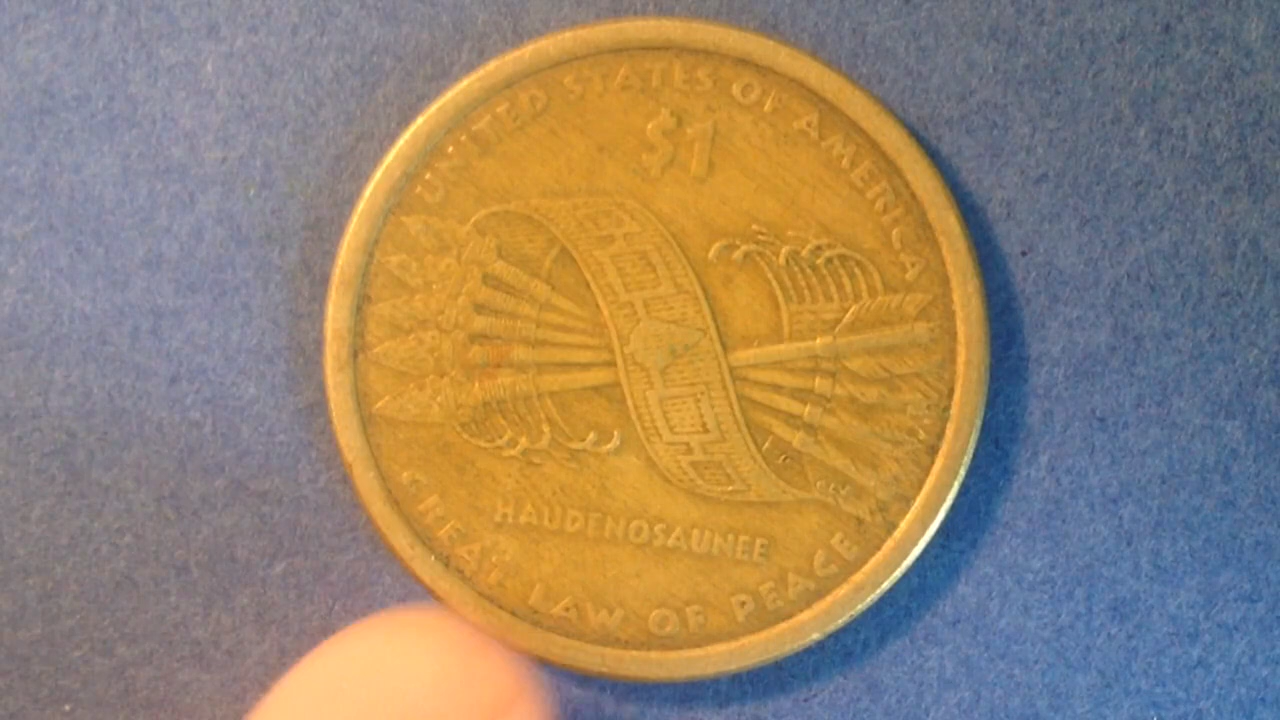 UNITED STATES OF AMERICA
$1
HAUDENOSAUNEE
GREAT LAW OF PEACE